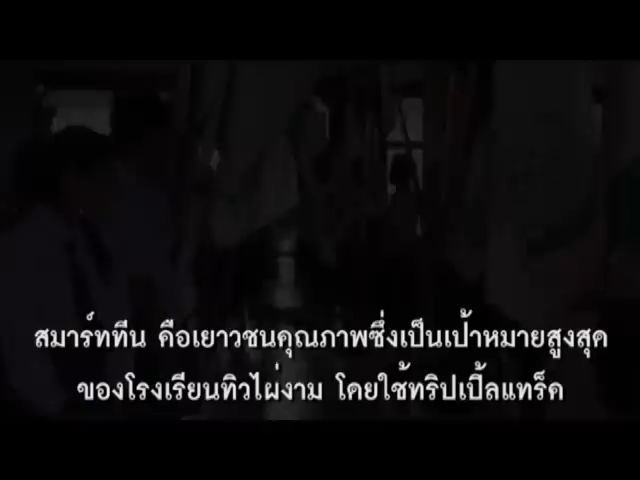 สมาร์ททีน คือเยาวชนคุณภาพซึ่งเป็นเป้าหมายสูงสุด
ของโรงเรียนทิวไผ่งาม โดยใช้ทริปเปิ้ลแทร็ค